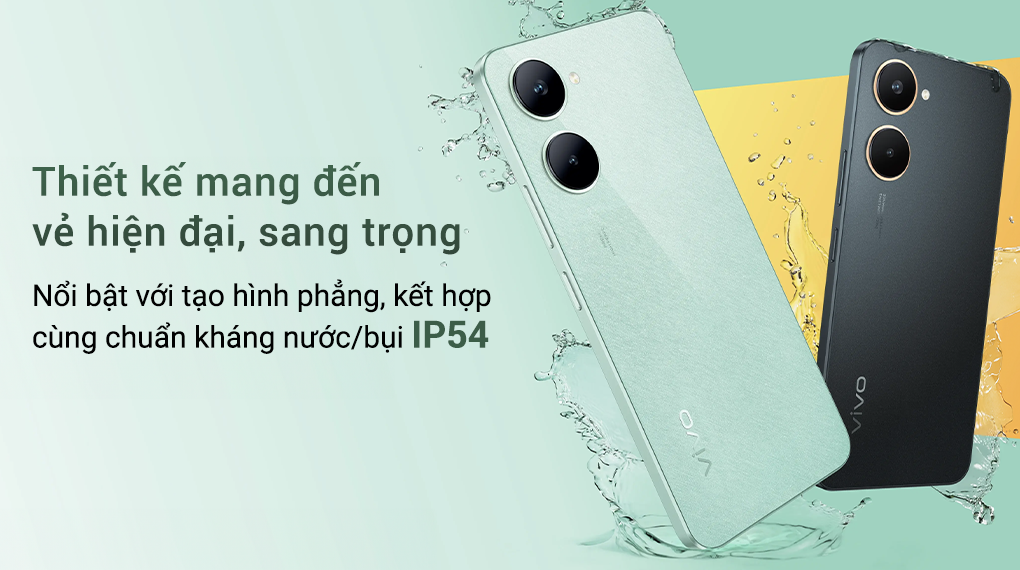 Thiết kế mang đến
vẻ hiện đại, sang trọng
Nổi bật với tạo hình phẳng, kết hợp
cùng chuẩn kháng nước/bụi IP54
vivo
vivo